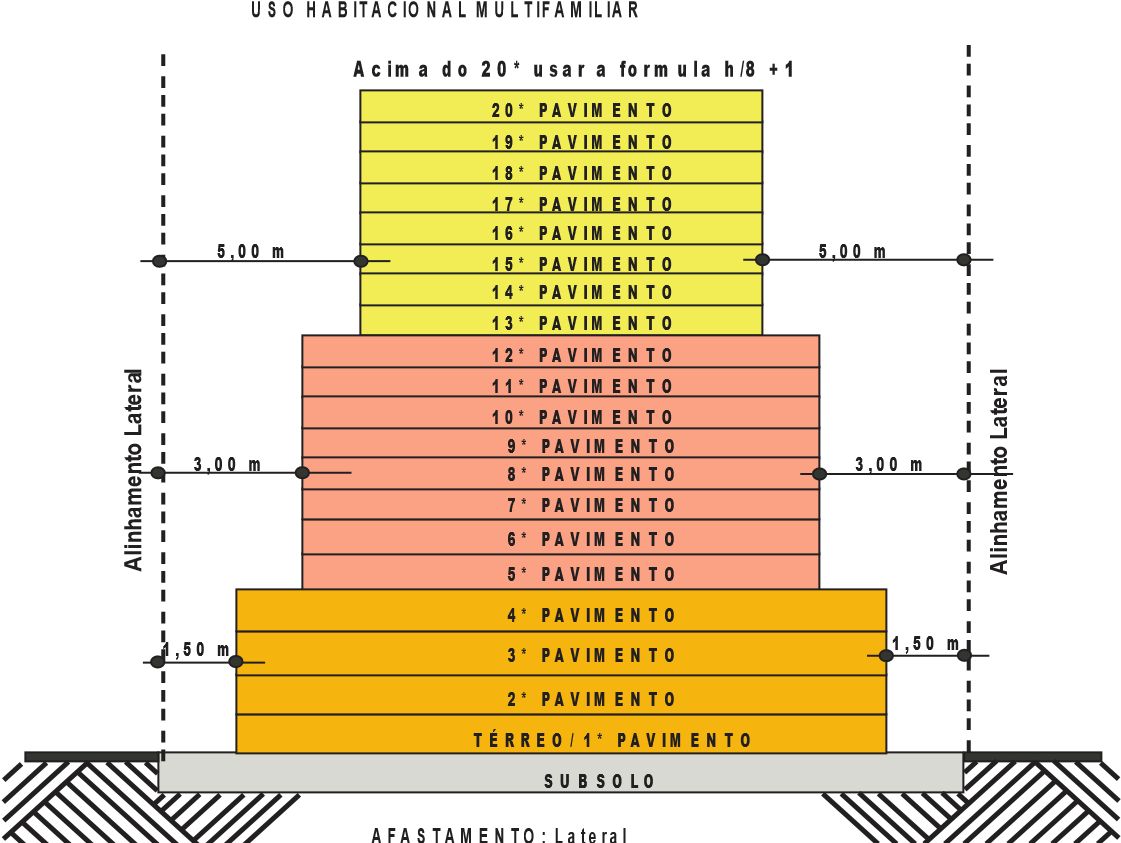 USO HABITACIONAL MULTIFAMILIAR
Acima do 20* usar a formula h/8 +1
20* PAVIMENTO
19* PAVIMENTO
18* PAVIMENTO
17* PAVIMENTO
16* PAVIMENTO
5,00 m
5,00 m
15* PAVIMENTO
14* PAVIMENTO
13* PAVIMENTO
12* PAVIMENTO
11* PAVIMENTO
10* PAVIMENTO
9* PAVIMENTO
Alinhamento Lateral
3,00 m
8* PAVIMENTO
3,00 m
Alinhamento Lateral
7* PAVIMENTO
6* PAVIMENTO
5* PAVIMENTO
4* PAVIMENTO
1,50 m
3* PAVIMENTO
1,50 m
2* PAVIMENTO
TÉRREO/ 1* PAVIMENTO
SUBSOLO
AFASTAMENTO: Lateral